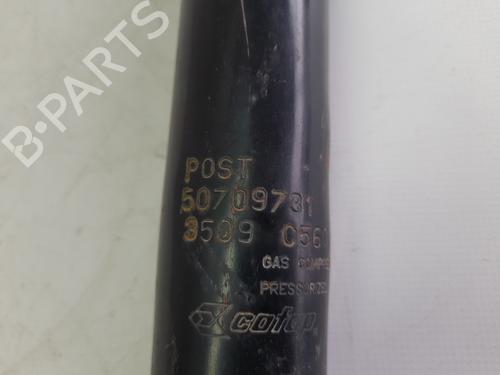 B-PARTS
POST
50709731
3509 C56
GAS
PRESSURIZED
cofap